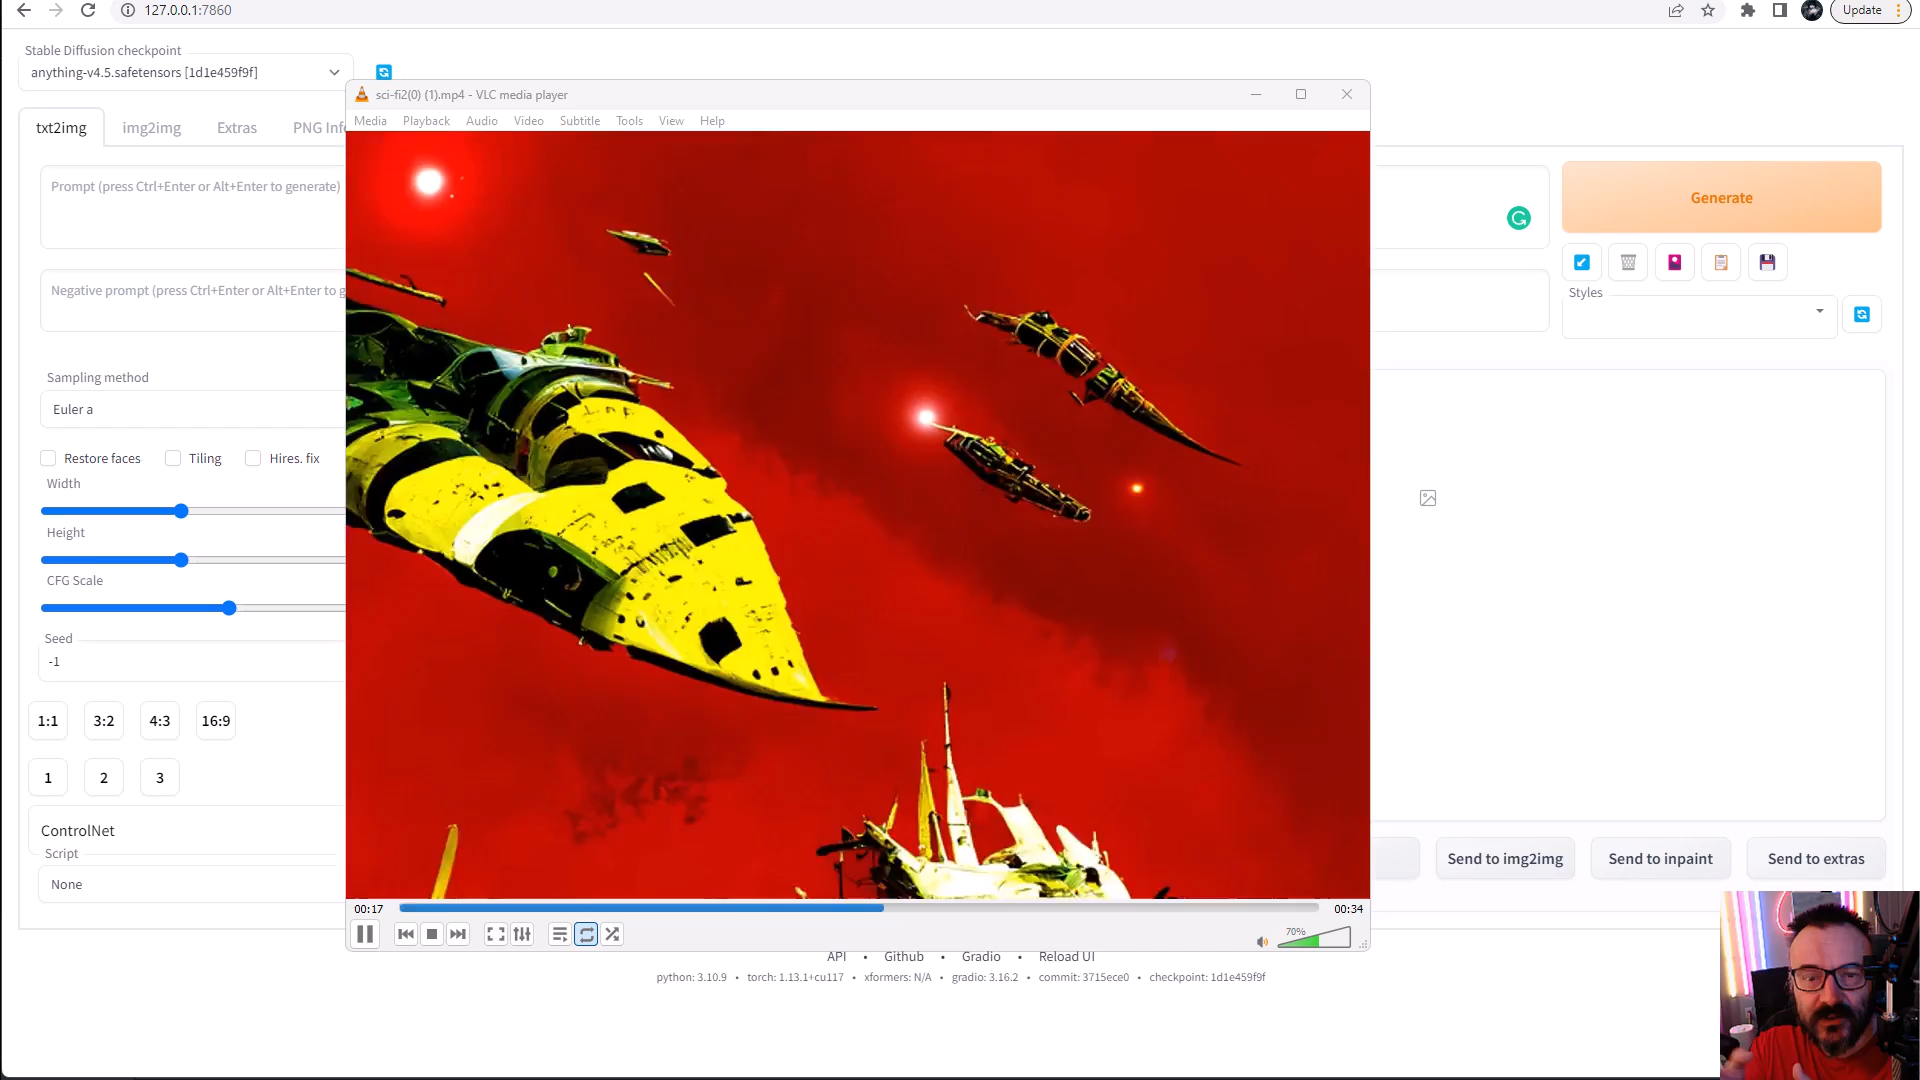 127.0.0.1:7860
Update
Stable Diffusion checkpoint
anything-v4.5.safetensors [1d1e459f9f]
sci-fi2(0) (1).mp4 - VLC media player
Media Playback Audio Video Subtitle Tools View Help
txt2img img2img Extras PNG Info
Prompt (press Ctrl+Enter or Alt+Enter to generate)
Generate
Negative prompt (press Ctrl+Enter or Alt+Enter to g
Styles
Sampling method
Euler a
Restore faces Tiling Hires. fix
Width
Height
CFG Scale
Seed
-1
1:1 3:2 4:3 16:9
1 2 3
ControlNet
Script
None
Send to img2img Send to inpaint Send to extras
00:17 00:34
70%
API • Github • Gradio • Reload UI
python: 3.10.9 • torch: 1.13.1+cu117 • xformers: N/A • gradio: 3.16.2 • commit: 3715ece0 • checkpoint: 1d1e459f9f